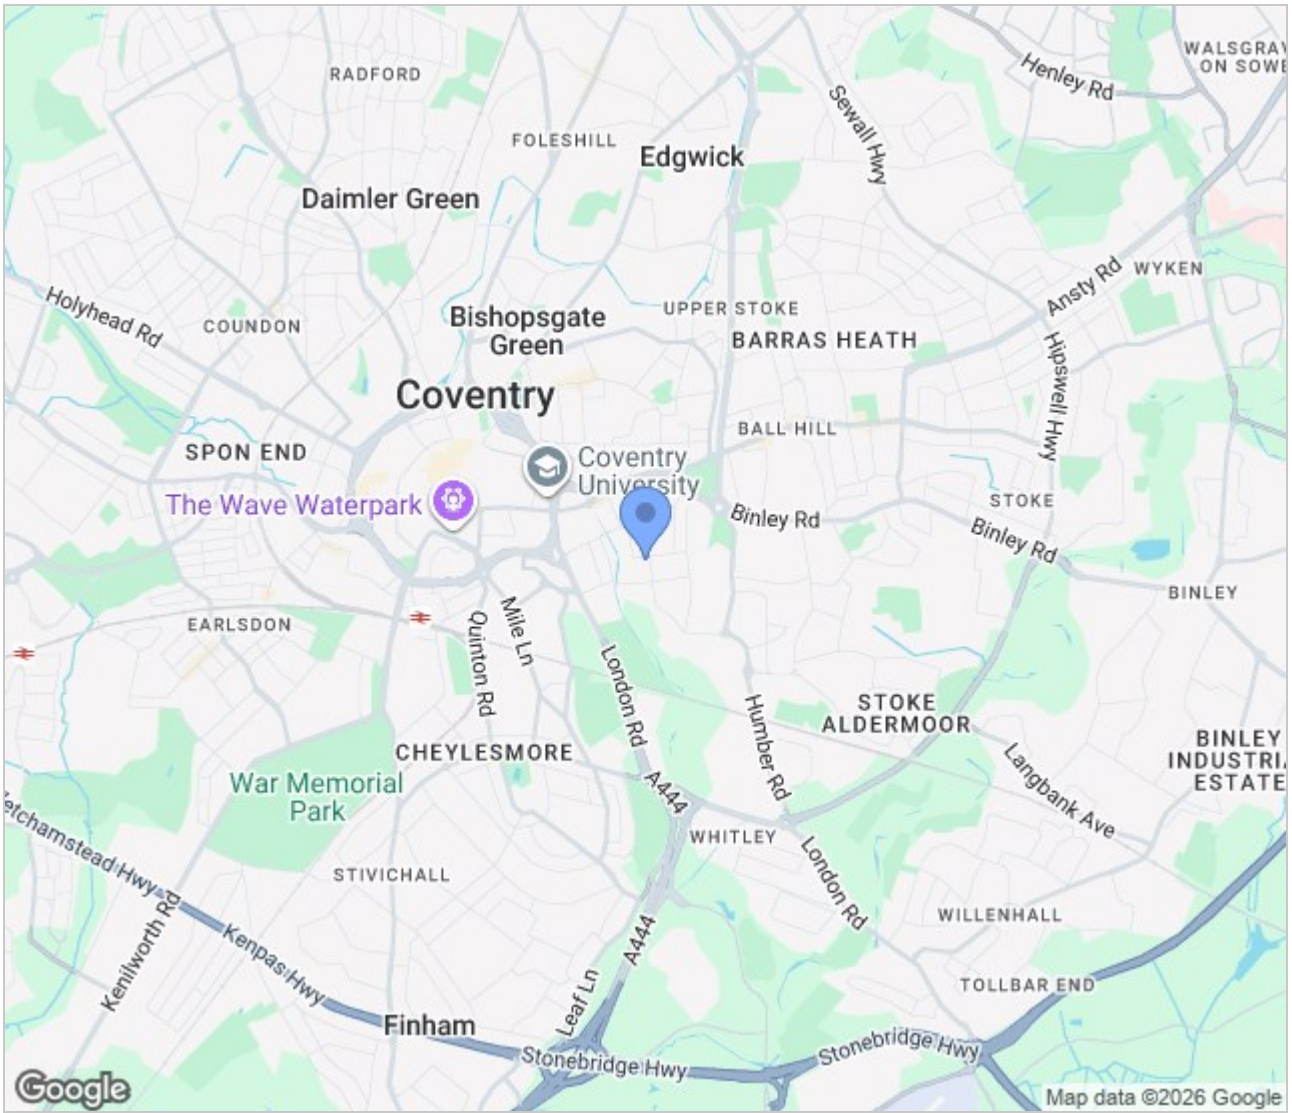 WALSGRAV
ON SOWE
Henley Rd
RADFORD
Sewall Hwy
FOLESHILL
Edgwick
Daimler Green
WYKEN
Ansty Rd
Holyhead Rd
COUNDON
Bishopsgate
Green
UPPER STOKE
BARRAS HEATH
Hipswell Hwy
Coventry
BALL HILL
SPON END
Coventry
University
The Wave Waterpark
STOKE
Binley Rd
Binley Rd
BINLEY
EARLSDON
Mile Ln
Quinton Rd
London Rd
Humber Rd
STOKE
ALDERMOOR
CHEYLESMORE
BINLEY
INDUSTRIA
ESTATE
War Memorial
Park
A444
Langbank Ave
etchamstead Hwy
WHITLEY
London Rd
STIVICHALL
WILLENHALL
Kenilworth Rd
Kenpas Hwy
A444
TOLLBAR END
Leaf Ln
Finham
Stonebridge Hwy
Stonebridge Hwy
Google
Map data ©2026 Google